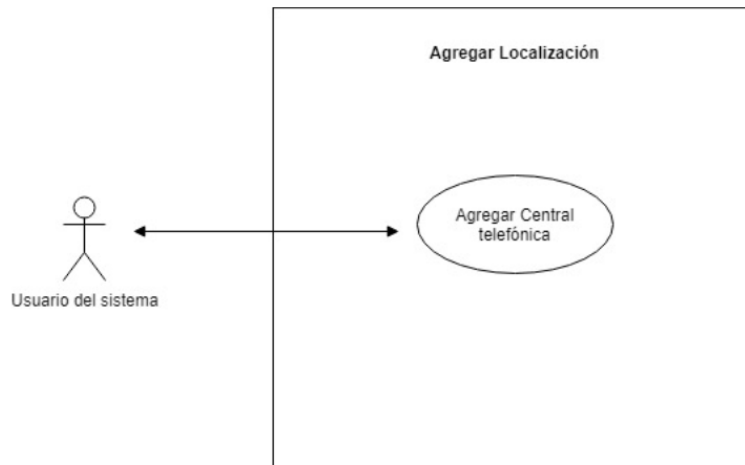 Agregar Localización
Agregar Central
telefónica
Usuario del sistema